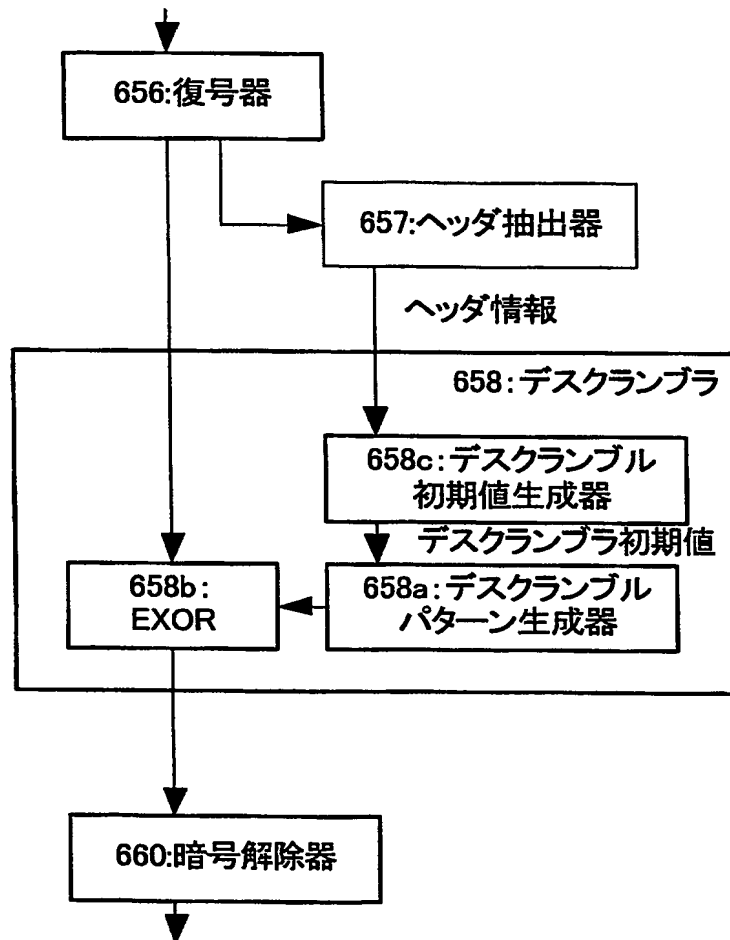 656:復号器
657:ヘッダ抽出器
ヘッダ情報
658:デスクランブラ
658c:デスクランブル
初期値生成器
デスクランブラ初期値
658b:
EXOR
658a:デスクランブル
パターン生成器
660:暗号解除器